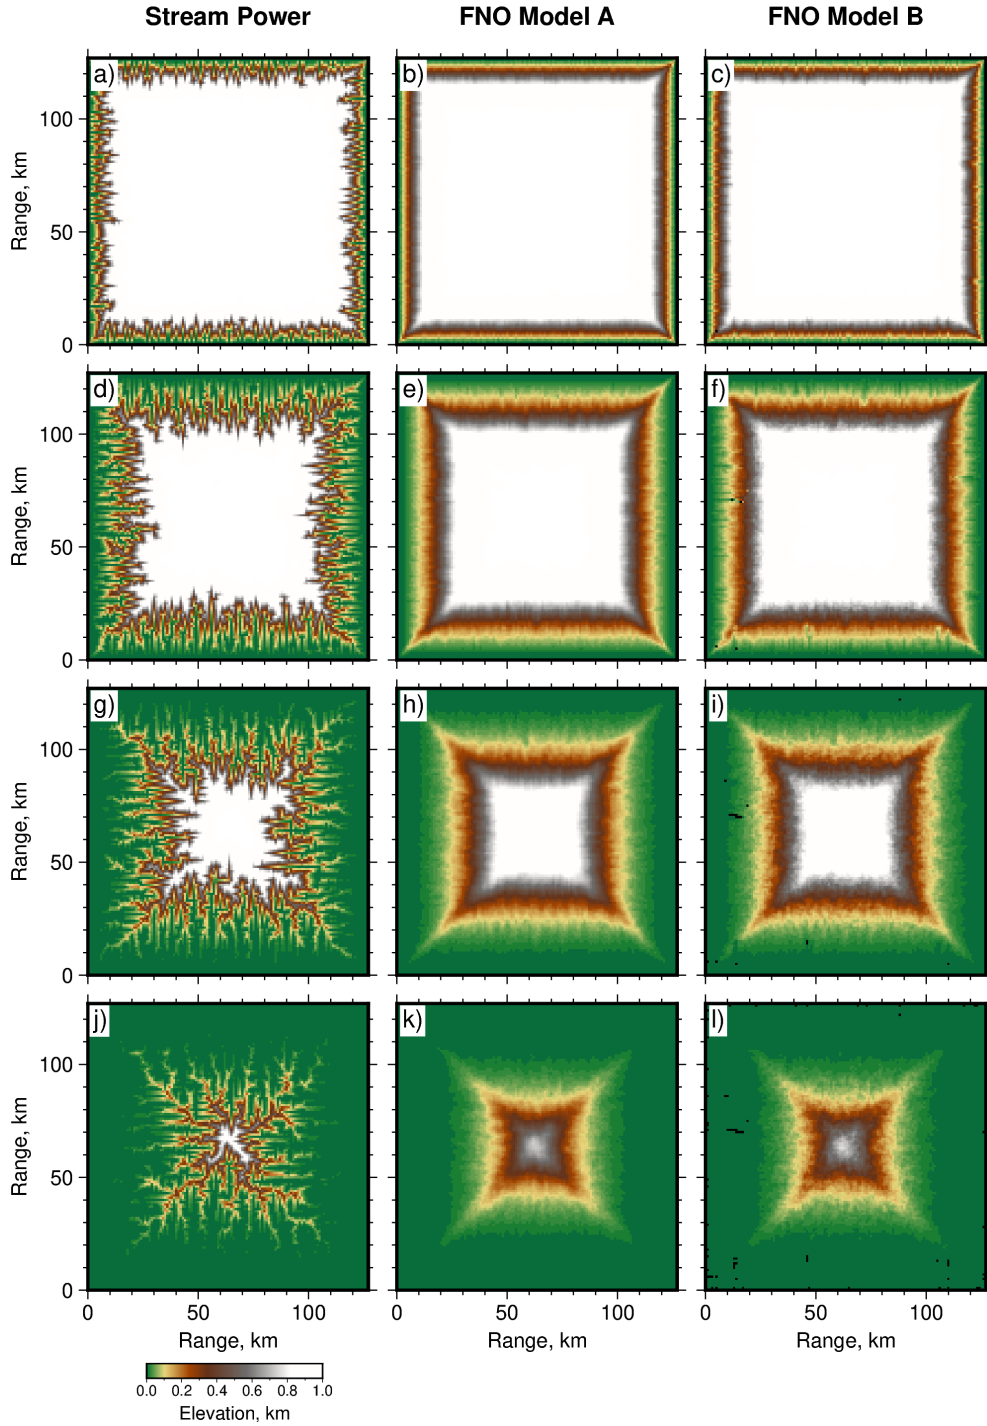 Stream Power FNO Model A FNO Model B
a) b) c)
100
50
0
Range, km
d) e) f)
100
50
0
Range, km
g) h) i)
100
50
0
Range, km
j) k) l)
100
50
0
Range, km
0 50 100 0 50 100 0 50 100
Range, km Range, km Range, km
0.0 0.2 0.4 0.6 0.8 1.0
Elevation, km